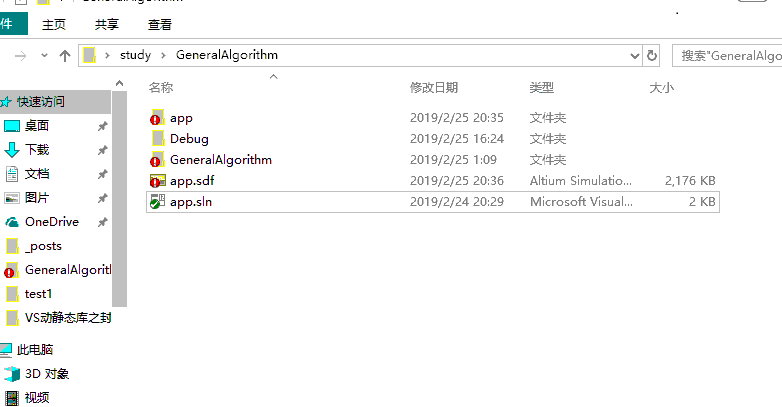 GeneralAlgorithm
件 主页 共享 查看
study GeneralAlgorithm 搜索"GeneralAlgo
名称 修改日期 类型 大小
app 2019/2/25 20:35 文件夹
Debug 2019/2/25 16:24 文件夹
GeneralAlgorithm 2019/2/25 1:09 文件夹
app.sdf 2019/2/25 20:36 Altium Simulatio... 2,176 KB
app.sln 2019/2/24 20:29 Microsoft Visual... 2 KB
快速访问
桌面
下载
文档
图片
OneDrive
_posts
GeneralAlgorith
test1
VS动静态库之封
此电脑
3D 对象
视频